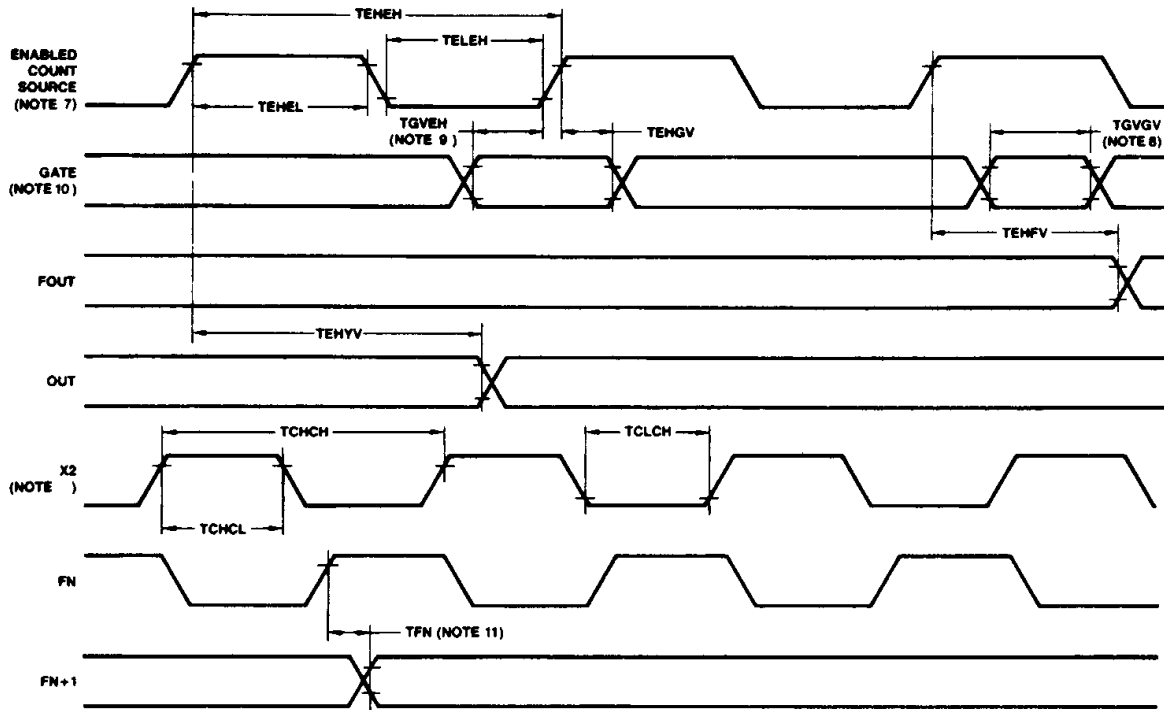 TEHEH
TELEH
ENABLED
COUNT
SOURCE
(NOTE 7)
TEHEL
TGVEH
(NOTE 9)
TEHGV
TGVGV
(NOTE 8)
GATE
(NOTE 10)
TEHFV
FOUT
TEHYV
OUT
TCHCH
TCLCH
X2
(NOTE )
TCHCL
FN
TFN (NOTE 11)
FN+1